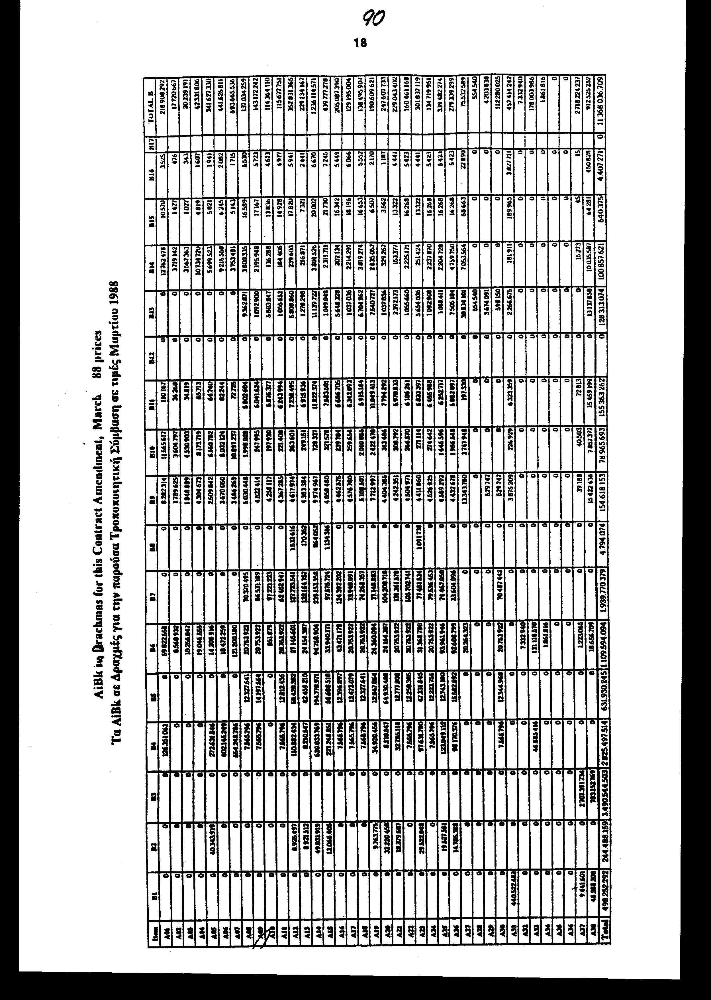 90
18
AiBk in Drachmas for this Contract Amendment, March 88 prices
Τα AiBk σε Δραχμές για την παρούσα Τροποποιητική Σύμβαση σε τιμές Μαρτίου 1988
Item B1 B2 B3 B4 B5 B6 B7 B8 B9 B10 B11 B12 B13 B14 B15 B16 B17 TOTAL B
A01 0 0 0 126.351.063 0 59.822.558 0 0 8 282 314 11.565 617 110 167 0 0 12 762 478 10 570 3 525 218 908 292
A02 0 0 0 0 0 8.568 932 0 0 1 789 625 3 604 797 36 268 0 0 3 719 142 1 427 476 17 720 667
A03 0 0 0 0 0 10.256 847 0 0 1 848 889 4.530 903 34 819 0 0 3 567 363 1 027 343 20 239 191
A04 0 0 0 0 0 19.046 555 0 0 4 304 673 8 173 719 65 713 0 0 10 734 720 4 819 1 607 42 331 806
A05 0 40.343.919 0 272.631.846 0 14 208 916 0 0 2 509 842 6.160 782 64 740 0 0 5 699 523 5 821 1 941 341 627 330
A06 0 0 0 402.145.249 0 18.472.259 0 0 3 670 050 8.032 124 82 244 0 0 9 215 558 6 245 2 082 441 625 811
A07 0 0 0 554.248.786 0 121 200 180 0 0 3 486 269 10.897 237 72 725 0 0 3 753 481 5 143 1 715 693 665 536
A08 0 0 0 7.565.796 12.327.641 20.753.922 70 370.495 0 5 030 448 1 998 028 5 802 604 0 9 362 871 3 800 335 16 589 5 530 137 034 259
A09 0 0 0 7.565.796 14.197.564 20 753.922 86 531.189 0 4 522 414 247 995 6.041.624 0 1 092 900 2 195 948 17 167 5 723 143 172 242
A10 0 0 0 0 0 861.879 97 221 223 0 4 258 117 197 930 5 876.377 0 5 803 847 136 288 13 836 4 613 114 364 110
A11 0 0 0 7.565.796 12.812.436 20.753.922 62 452 947 0 4 367 285 221 408 6.243 994 0 1 055 652 184 406 14 928 4 977 115 677 751
A12 0 8.926.497 0 110.882.434 58.428.382 27.145.601 127.723.541 1 533 616 4 617 974 263 601 7 238 495 0 5 808 860 239 603 17 820 5 941 352 831 365
A13 0 8.921.512 0 8.210.547 42.459.210 24 154.387 132 164.757 170 352 4 383 384 249 151 6.915 936 0 1 278 298 216 871 7 321 2 441 229 134 167
A14 0 49.031.919 0 620.033.769 194.778.971 94.758.904 239.153.358 864 062 9 974 967 728 337 11.822 374 0 11 139 722 3 801 526 20 002 6 670 1 236 114 571
A15 0 13.066.405 0 221.248.851 56.688.518 33 940.171 97.575.724 1 134 316 4 858 480 321 578 7.583.501 0 1 019 048 2 311 711 21 730 7 245 439 777 278
A16 0 0 0 7.565.796 12.396.897 43.471.178 124 392.202 0 4 462 575 239 784 6.686.705 0 5 648 328 202 134 16 342 5 449 206 087 390
A17 0 0 0 7.565.796 12.473.079 20.753.922 73.948.091 0 4 576 780 259 654 6.342.093 0 1.037.036 2 214 291 18 196 6 066 129 195 004
A18 0 0 0 7.565.796 12.327.641 20.753.922 74.268.357 0 5 100 501 2 010 065 5 915 184 0 6 704.962 3 819 274 16 653 5 552 138 495 907
A19 0 9.763.775 0 34.920.456 12.847.064 24.360.094 77.148.883 0 7.712 997 2 422 478 11 049 413 0 7.540 727 2 835 057 6 507 2 170 190 609 621
A20 0 32 220 458 0 8.210.547 64.930.408 24.154.387 104 208 718 0 4 404 385 313 486 7.794 292 0 1 037 036 329 267 3 562 1 187 247 607 733
A21 0 18.379.687 0 32.785.118 12.777.808 20.753.922 131.361.578 0 4 242 351 208 792 5 970 833 0 2 392 173 153 377 13 322 4 441 229 043 402
A22 0 0 0 7.565.796 12.258.385 20.753.922 106 702.741 0 4 504 971 266 570 6 106 261 0 1 055 660 2 225 171 16 268 5 423 160 461 168
A23 0 29.522.048 0 97.631.780 47.331.645 31 368.780 77 461.534 1.091.738 4 411 860 271 114 6 833 397 0 5 654 036 251 424 13 322 4 441 301 837 119
A24 0 0 0 7.565.796 12.223.756 20 753.922 79.536.453 0 4 526 925 274 642 6 485 988 0 1.092 908 2 237 870 16 268 5 423 134 719 951
A25 0 19.527.551 0 123.049.112 12.743.180 93.961.946 74.467.050 0 4 589 292 1 646 596 6 252.717 0 1 018 411 2 204 728 16 268 5 423 339 482 274
A26 0 14.785.388 0 98.170.376 15.582.692 92.608.799 33 604 096 0 4 432 678 1 986 548 5 882.097 0 7 505 184 4 759 750 16 268 5 423 279 339 299
A27 0 0 0 0 0 20 264.323 0 0 13 343 780 3 747.948 197 330 0 30 834 101 7 053 554 68 663 22 890 75 532 589
A28 0 0 0 0 0 0 0 0 0 0 0 0 554 540 0 0 0 554 540
A29 0 0 0 0 0 0 0 0 529 747 0 0 0 3 674 091 0 0 0 4 203 838
A30 0 0 0 7.565.796 12 344.968 20 753 922 70 487 442 0 529 747 0 0 0 598 150 0 0 0 112 280 025
A31 440.522 483 0 0 0 0 0 0 0 3 875 209 226 929 6 323 359 0 2 266 675 181 911 189 965 3 827 711 457 414 242
A32 0 0 0 0 0 7 332 940 0 0 0 0 0 0 0 0 0 0 7 332 940
A33 0 0 0 46.885.416 0 131 118 570 0 0 0 0 0 0 0 0 0 0 178 003 986
A34 0 0 0 0 0 1.861.816 0 0 0 0 0 0 0 0 0 0 1 861 816
A35 0 0 0 0 0 0 0 0 0 0 0 0 0 0 0 0 0
A36 0 0 0 0 0 0 0 0 0 0 0 0 0 0 0 0 0
A37 9.441.601 0 2.707.391.734 0 0 1 223.065 0 0 39 188 40 503 72 813 0 0 15 273 45 15 2 718 224 237
A38 48 288 208 0 783.152.769 0 0 18 656.709 0 0 15 422 436 7 857 377 15 459 199 0 13 137 858 10 035 587 64 281 450 828 912 525 252
Total 498.252.292 244.488.159 3.490.544.503 2.825.497.514 631.930.245 1.109.594.094 1.939.770.379 4.794.074 154.618 153 78 965 693 155.363 262 0 128 313 074 100 857.621 640 375 4.407 271 0 11 368 036 709